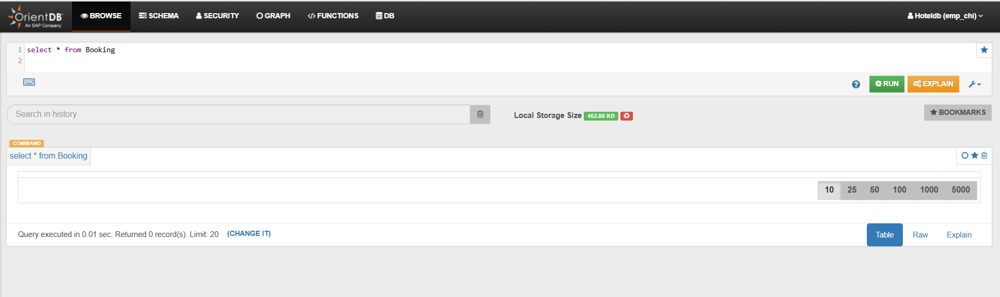 OrientDB®
An SAP Company
BROWSE
SCHEMA
SECURITY
GRAPH
FUNCTIONS
DB
Hoteldb (emp_chi)
1 select * from Booking
2
RUN
EXPLAIN
Search in history
Local Storage Size 462.86 KB
BOOKMARKS
COMMAND
select * from Booking
10 25 50 100 1000 5000
Query executed in 0.01 sec. Returned 0 record(s). Limit: 20 (CHANGE IT)
Table Raw Explain